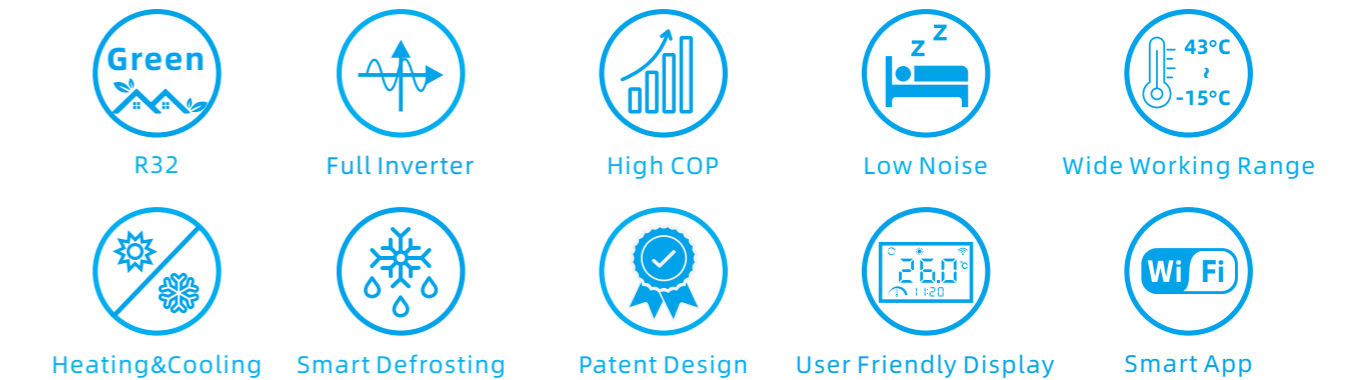 Green
Z
Z
43°C
~
-15°C
R32
Full Inverter
High COP
Low Noise
Wide Working Range
26.0
°C
11:20
Wi Fi
Heating&Cooling
Smart Defrosting
Patent Design
User Friendly Display
Smart App